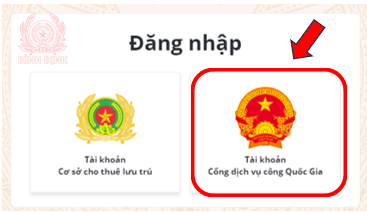 Đăng nhập
Tài khoản
Cơ sở cho thuê lưu trú
Tài khoản
Cổng dịch vụ công Quốc Gia